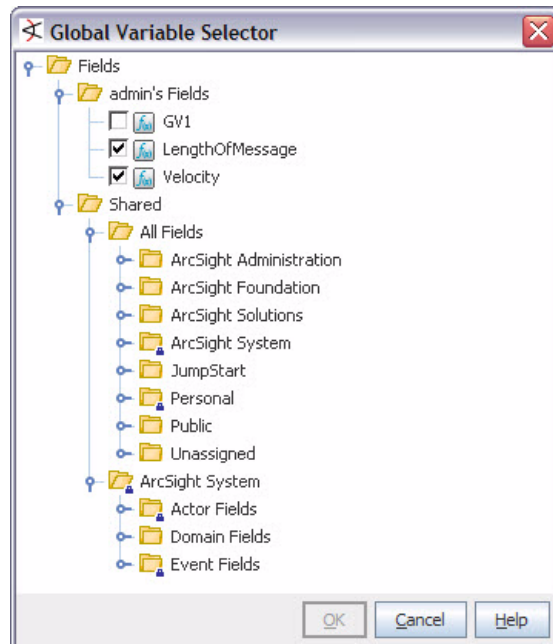 Global Variable Selector
Fields
admin's Fields
GV1
LengthOfMessage
Velocity
Shared
All Fields
ArcSight Administration
ArcSight Foundation
ArcSight Solutions
ArcSight System
JumpStart
Personal
Public
Unassigned
ArcSight System
Actor Fields
Domain Fields
Event Fields
OK Cancel Help